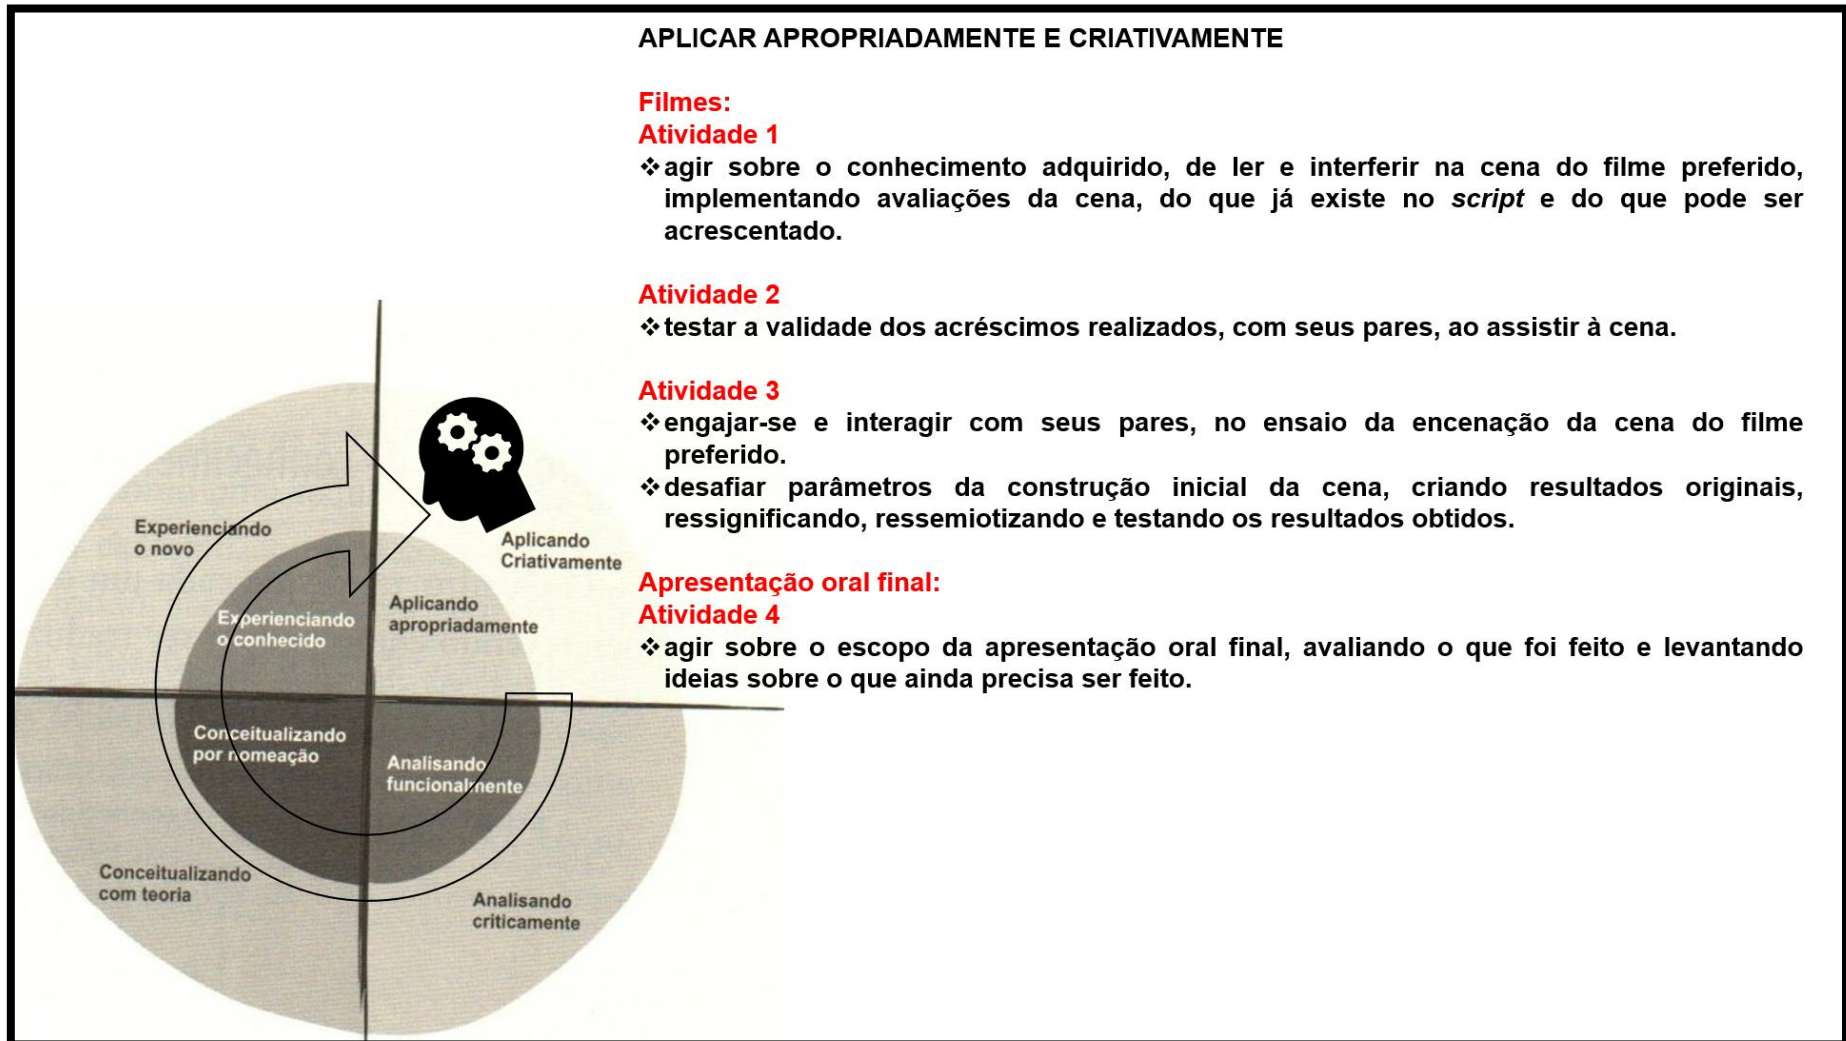 APLICAR APROPRIADAMENTE E CRIATIVAMENTE
Filmes:
Atividade 1
❖agir sobre o conhecimento adquirido, de ler e interferir na cena do filme preferido,
implementando avaliações da cena, do que já existe no script e do que pode ser
acrescentado.
Atividade 2
❖testar a validade dos acréscimos realizados, com seus pares, ao assistir à cena.
Atividade 3
❖engajar-se e interagir com seus pares, no ensaio da encenação da cena do filme
preferido.
❖desafiar parâmetros da construção inicial da cena, criando resultados originais,
ressignificando, ressemiotizando e testando os resultados obtidos.
Apresentação oral final:
Atividade 4
❖agir sobre o escopo da apresentação oral final, avaliando o que foi feito e levantando
ideias sobre o que ainda precisa ser feito.
Experienciando
o novo
Aplicando
Criativamente
Experienciando
o conhecido
Aplicando
apropriadamente
Conceitualizando
por nomeação
Analisando
funcionalmente
Conceitualizando
com teoria
Analisando
criticamente